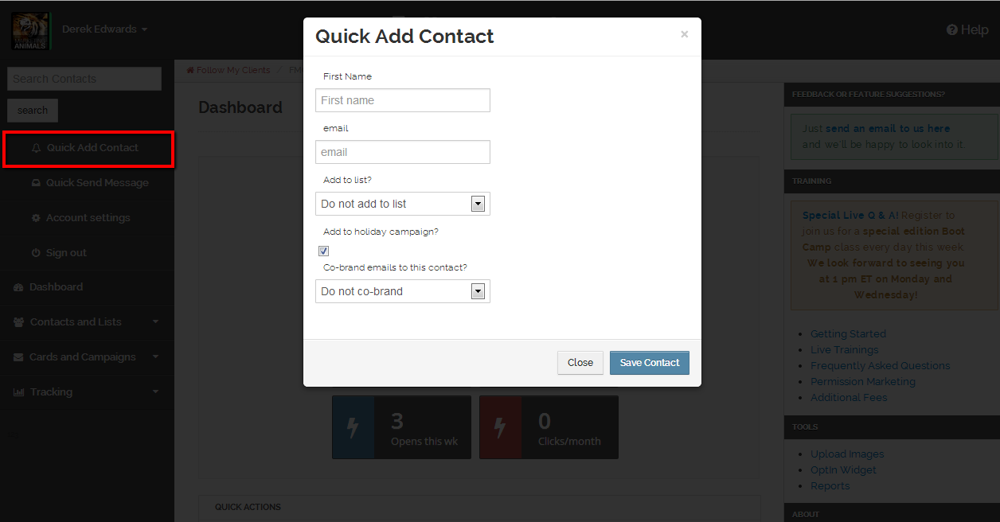 ANIMALS
Derek Edwards
Help
Search Contacts
search
Quick Add Contact
Quick Send Message
Account settings
Sign out
Dashboard
Contacts and Lists
Cards and Campaigns
Tracking
Follow My Clients / FM
Dashboard
Quick Add Contact
×
First Name
First name
email
email
Add to list?
Do not add to list
Add to holiday campaign?
Co-brand emails to this contact?
Do not co-brand
Close
Save Contact
3
Opens this wk
0
Clicks/month
QUICK ACTIONS
FEEDBACK OR FEATURE SUGGESTIONS?
Just send an email to us here
and we'll be happy to look into it.
TRAINING
Special Live Q & A! Register to
join us for a special edition Boot
Camp class every day this week.
We look forward to seeing you
at 1 pm ET on Monday and
Wednesday!
Getting Started
Live Trainings
Frequently Asked Questions
Permission Marketing
Additional Fees
TOOLS
Upload Images
OptIn Widget
Reports
ABOUT